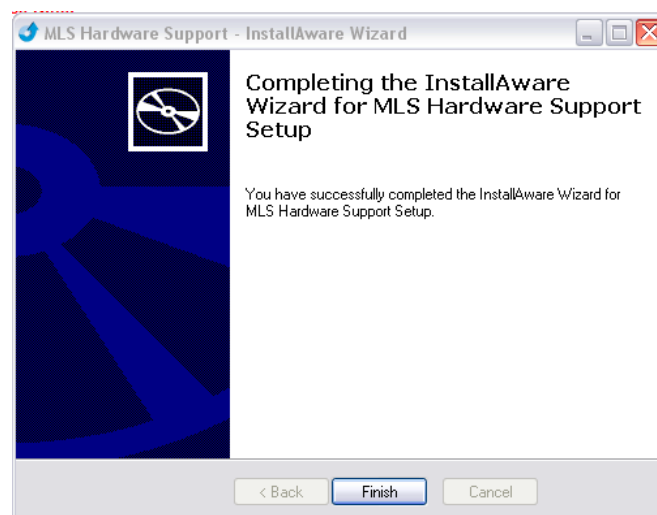 MLS Hardware Support - InstallAware Wizard
Completing the InstallAware
Wizard for MLS Hardware Support
Setup
You have successfully completed the InstallAware Wizard for
MLS Hardware Support Setup.
< Back Finish Cancel